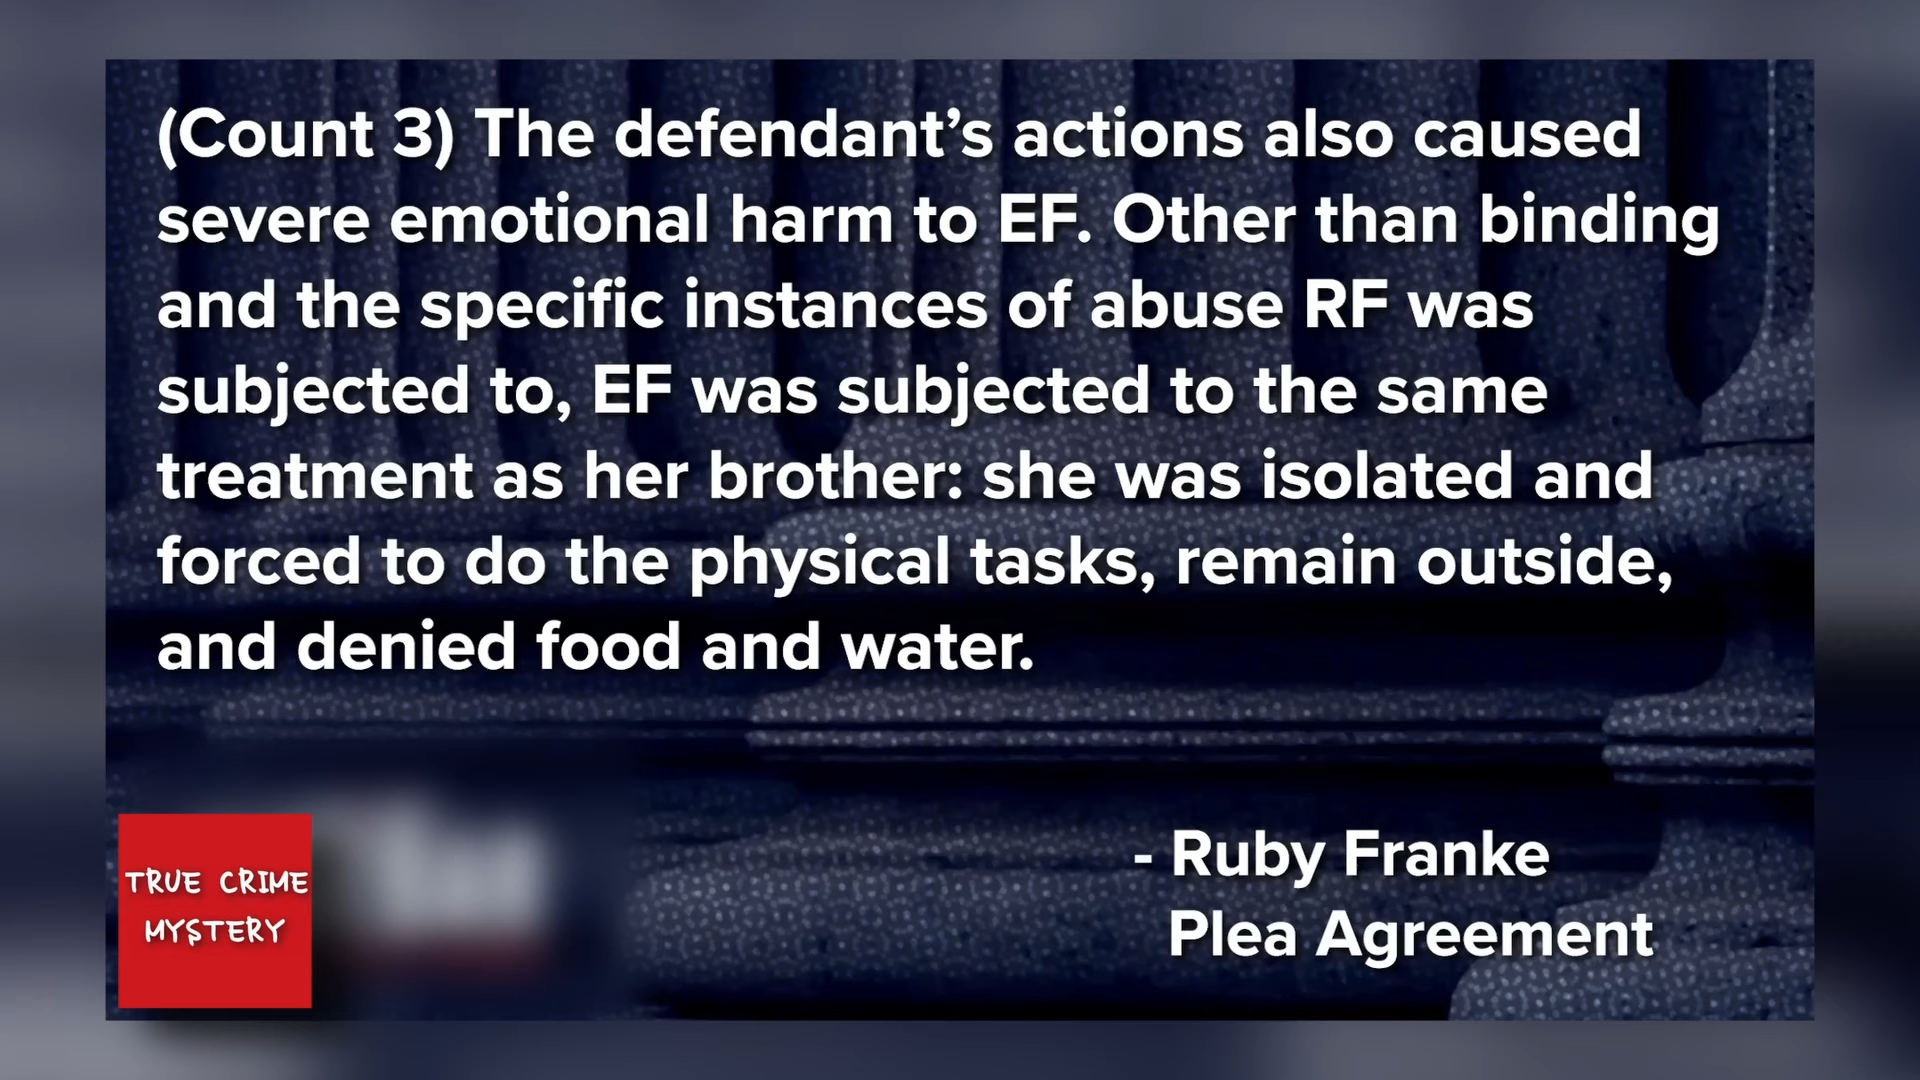 (Count 3) The defendant’s actions also caused
severe emotional harm to EF. Other than binding
and the specific instances of abuse RF was
subjected to, EF was subjected to the same
treatment as her brother: she was isolated and
forced to do the physical tasks, remain outside,
and denied food and water.
- Ruby Franke
Plea Agreement
TRUE CRIME
MYSTERY